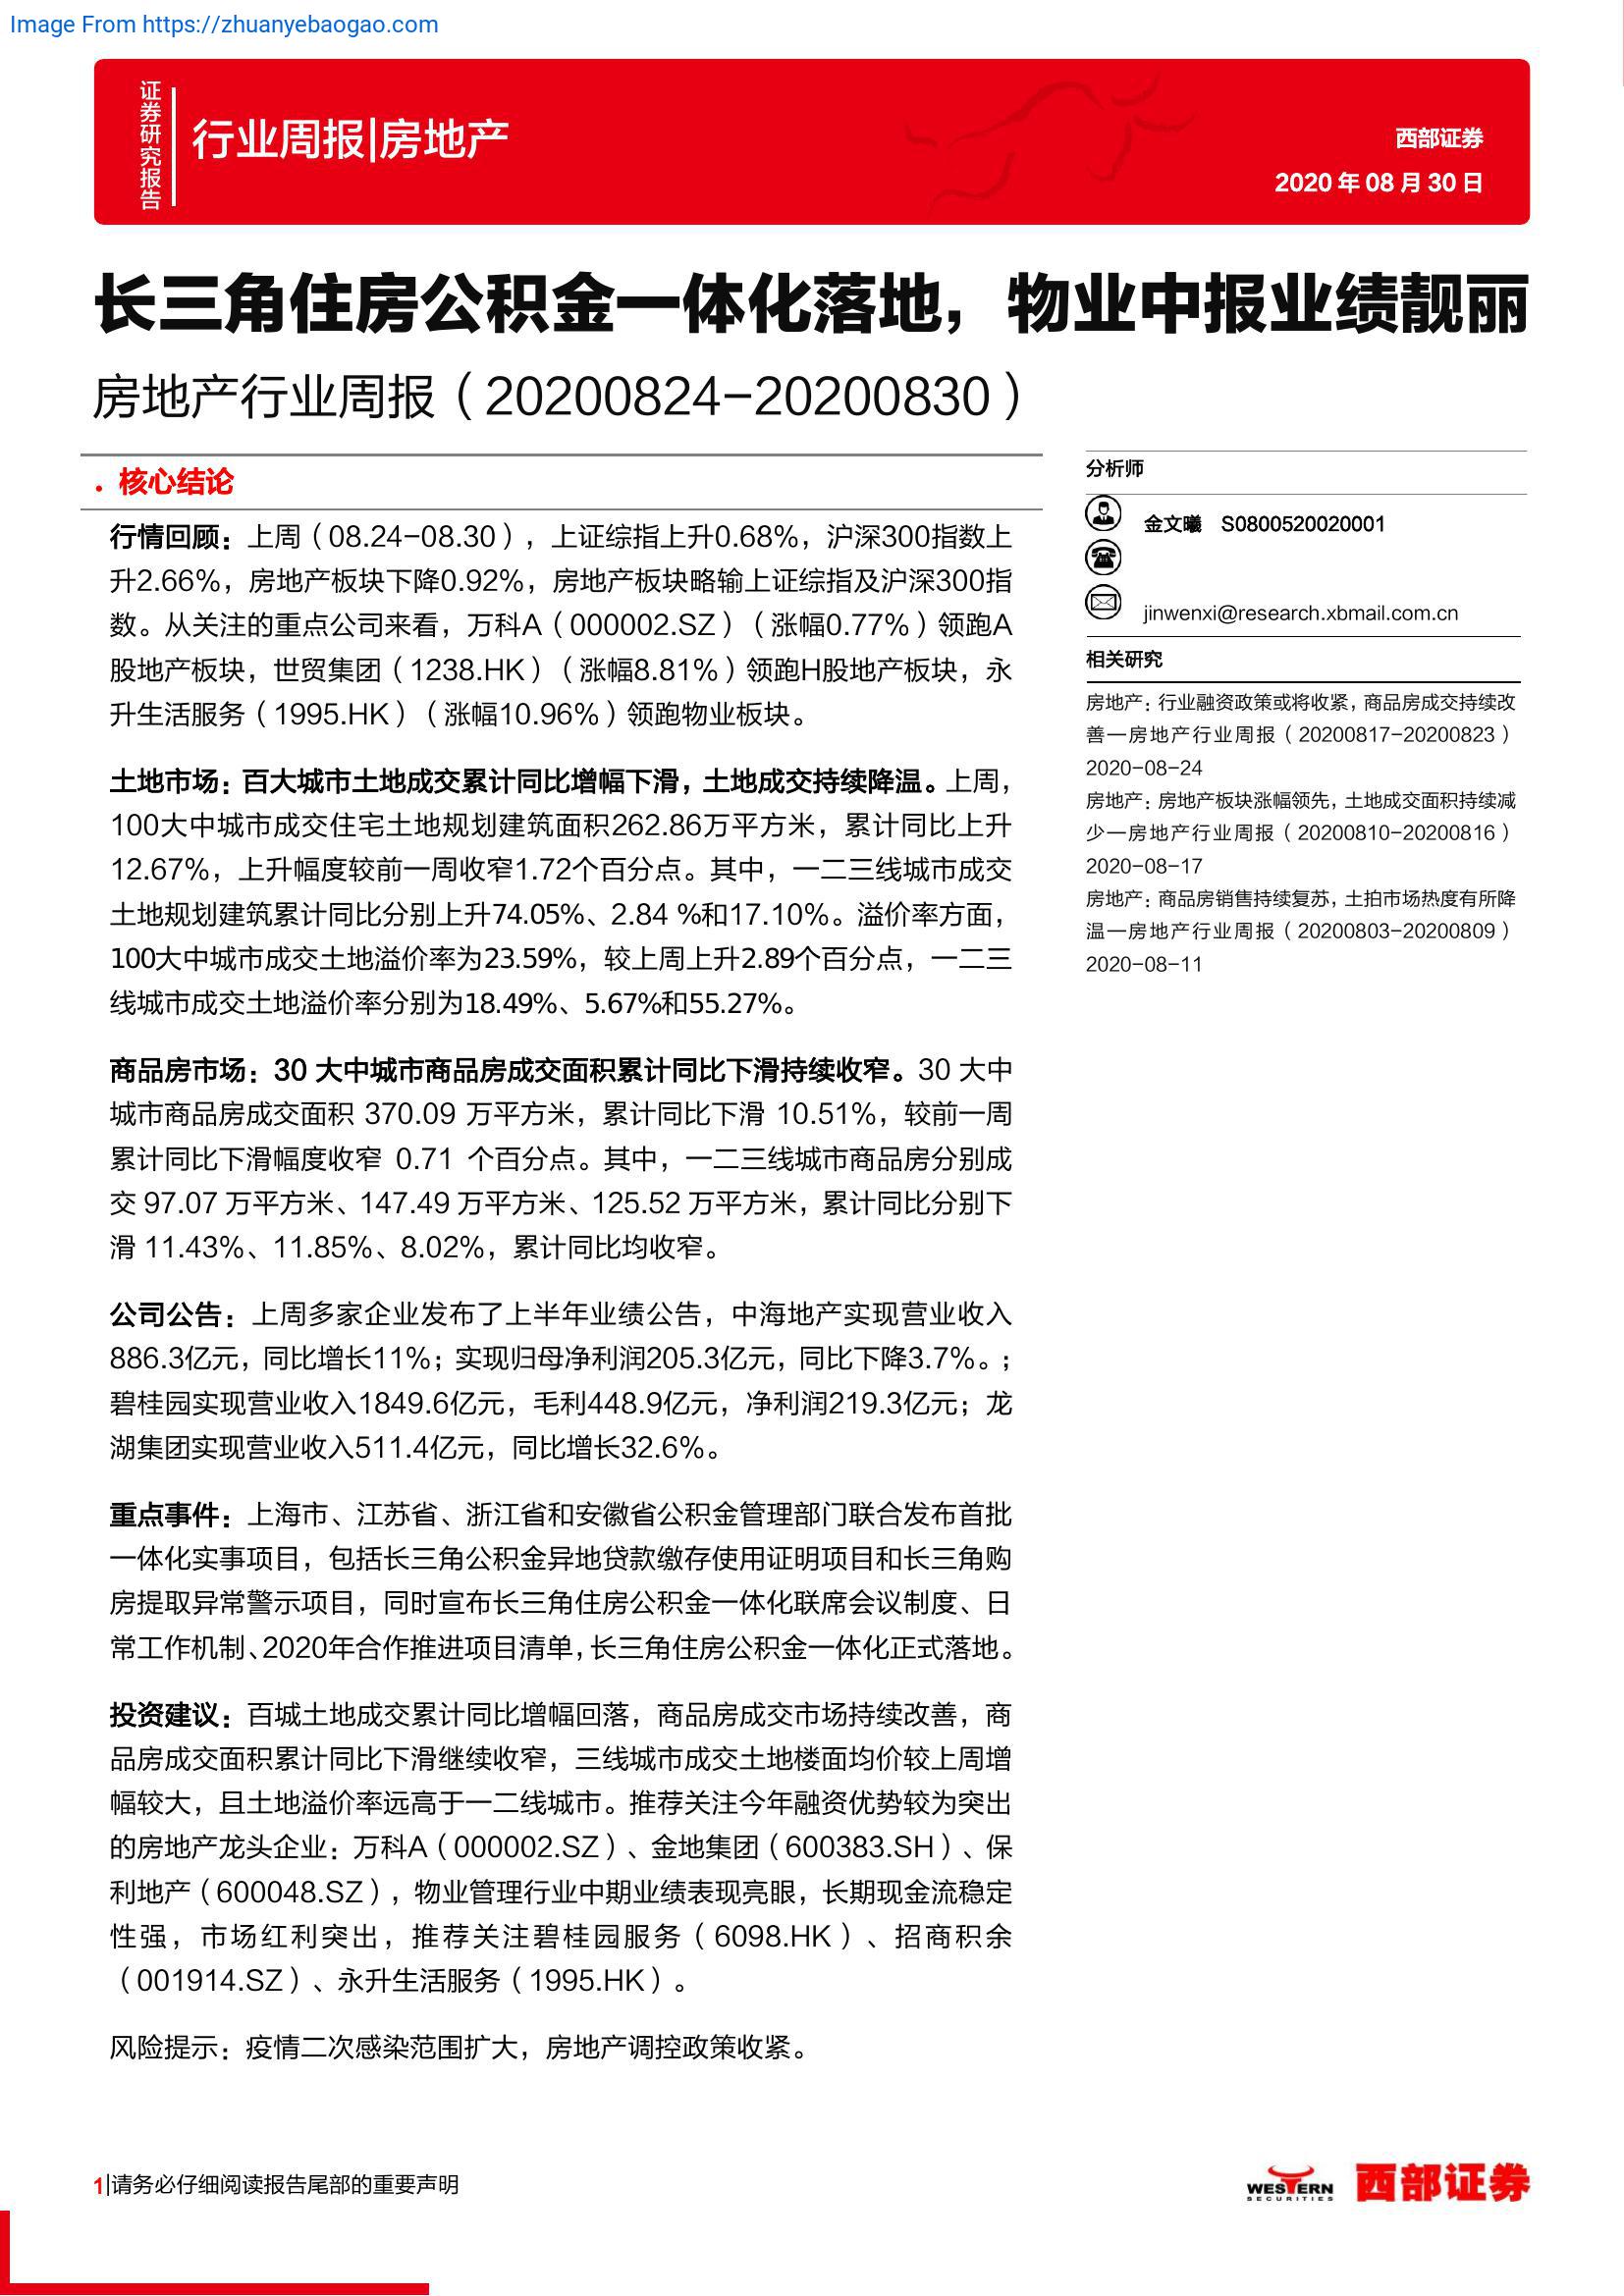 Image From https://zhuanyebaogao.com
证券研究报告
行业周报|房地产
西部证券
2020 年 08 月 30 日
长三角住房公积金一体化落地，物业中报业绩靓丽
房地产行业周报（20200824-20200830）
• 核心结论
行情回顾：上周（08.24-08.30），上证综指上升0.68%，沪深300指数上
升2.66%，房地产板块下降0.92%，房地产板块略输上证综指及沪深300指
数。从关注的重点公司来看，万科A（000002.SZ）（涨幅0.77%）领跑A
股地产板块，世贸集团（1238.HK）（涨幅8.81%）领跑H股地产板块，永
升生活服务（1995.HK）（涨幅10.96%）领跑物业板块。
土地市场：百大城市土地成交累计同比增幅下滑，土地成交持续降温。上周，
100大中城市成交住宅土地规划建筑面积262.86万平方米，累计同比上升
12.67%，上升幅度较前一周收窄1.72个百分点。其中，一二三线城市成交
土地规划建筑累计同比分别上升74.05%、2.84 %和17.10%。溢价率方面，
100大中城市成交土地溢价率为23.59%，较上周上升2.89个百分点，一二三
线城市成交土地溢价率分别为18.49%、5.67%和55.27%。
商品房市场：30 大中城市商品房成交面积累计同比下滑持续收窄。30 大中
城市商品房成交面积 370.09 万平方米，累计同比下滑 10.51%，较前一周
累计同比下滑幅度收窄 0.71 个百分点。其中，一二三线城市商品房分别成
交 97.07 万平方米、147.49 万平方米、125.52 万平方米，累计同比分别下
滑 11.43%、11.85%、8.02%，累计同比均收窄。
公司公告：上周多家企业发布了上半年业绩公告，中海地产实现营业收入
886.3亿元，同比增长11%；实现归母净利润205.3亿元，同比下降3.7%。；
碧桂园实现营业收入1849.6亿元，毛利448.9亿元，净利润219.3亿元；龙
湖集团实现营业收入511.4亿元，同比增长32.6%。
重点事件：上海市、江苏省、浙江省和安徽省公积金管理部门联合发布首批
一体化实事项目，包括长三角公积金异地贷款缴存使用证明项目和长三角购
房提取异常警示项目，同时宣布长三角住房公积金一体化联席会议制度、日
常工作机制、2020年合作推进项目清单，长三角住房公积金一体化正式落地。
投资建议：百城土地成交累计同比增幅回落，商品房成交市场持续改善，商
品房成交面积累计同比下滑继续收窄，三线城市成交土地楼面均价较上周增
幅较大，且土地溢价率远高于一二线城市。推荐关注今年融资优势较为突出
的房地产龙头企业：万科A（000002.SZ）、金地集团（600383.SH）、保
利地产（600048.SZ），物业管理行业中期业绩表现亮眼，长期现金流稳定
性强，市场红利突出，推荐关注碧桂园服务（6098.HK）、招商积余
（001914.SZ）、永升生活服务（1995.HK）。
风险提示：疫情二次感染范围扩大，房地产调控政策收紧。
分析师
金文曦 S0800520020001
jinwenxi@research.xbmail.com.cn
相关研究
房地产：行业融资政策或将收紧，商品房成交持续改
善—房地产行业周报（20200817-20200823）
2020-08-24
房地产：房地产板块涨幅领先，土地成交面积持续减
少—房地产行业周报（20200810-20200816）
2020-08-17
房地产：商品房销售持续复苏，土拍市场热度有所降
温—房地产行业周报（20200803-20200809）
2020-08-11
1|请务必仔细阅读报告尾部的重要声明
WESTERN
SECURITIES
西部证券